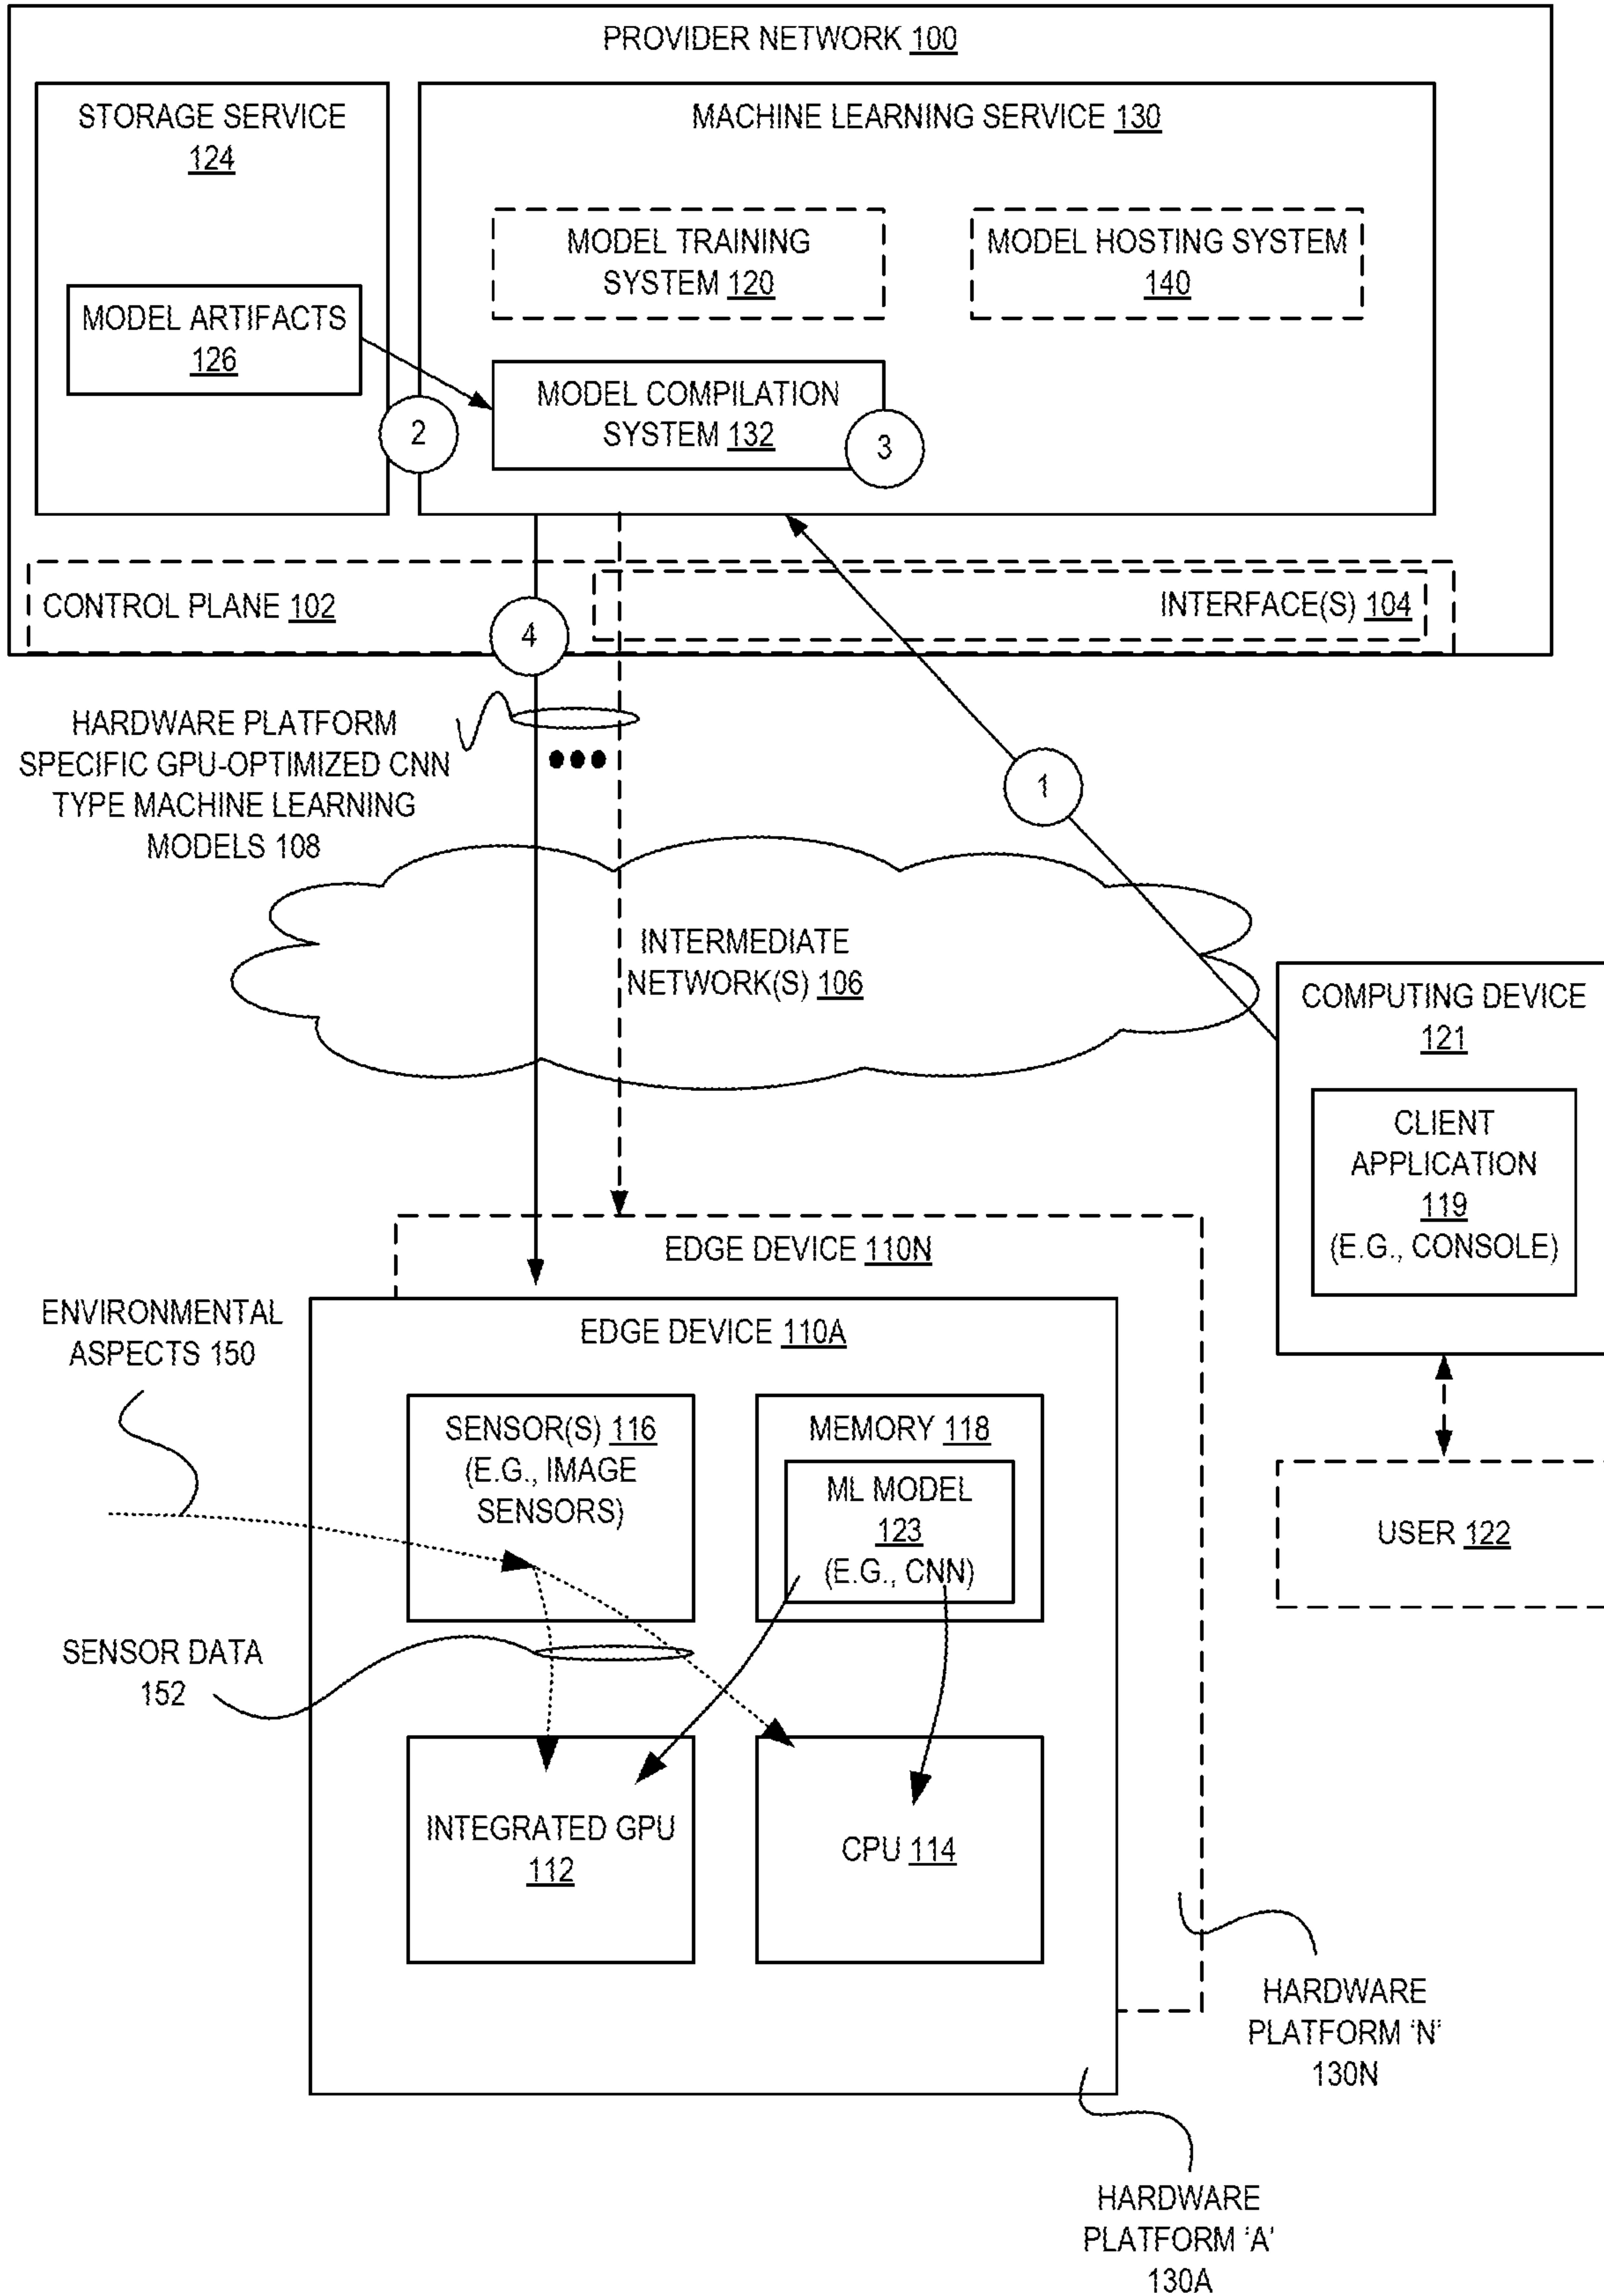 PROVIDER NETWORK 100
STORAGE SERVICE
124
MODEL ARTIFACTS
126
MACHINE LEARNING SERVICE 130
MODEL TRAINING
SYSTEM 120
MODEL HOSTING SYSTEM
140
MODEL COMPILATION
SYSTEM 132
2
3
CONTROL PLANE 102
INTERFACE(S) 104
4
HARDWARE PLATFORM
SPECIFIC GPU-OPTIMIZED CNN
TYPE MACHINE LEARNING
MODELS 108
1
INTERMEDIATE
NETWORK(S) 106
COMPUTING DEVICE
121
CLIENT
APPLICATION
119
(E.G., CONSOLE)
USER 122
EDGE DEVICE 110N
EDGE DEVICE 110A
ENVIRONMENTAL
ASPECTS 150
SENSOR(S) 116
(E.G., IMAGE
SENSORS)
MEMORY 118
ML MODEL
123
(E.G., CNN)
SENSOR DATA
152
INTEGRATED GPU
112
CPU 114
HARDWARE
PLATFORM 'N'
130N
HARDWARE
PLATFORM 'A'
130A